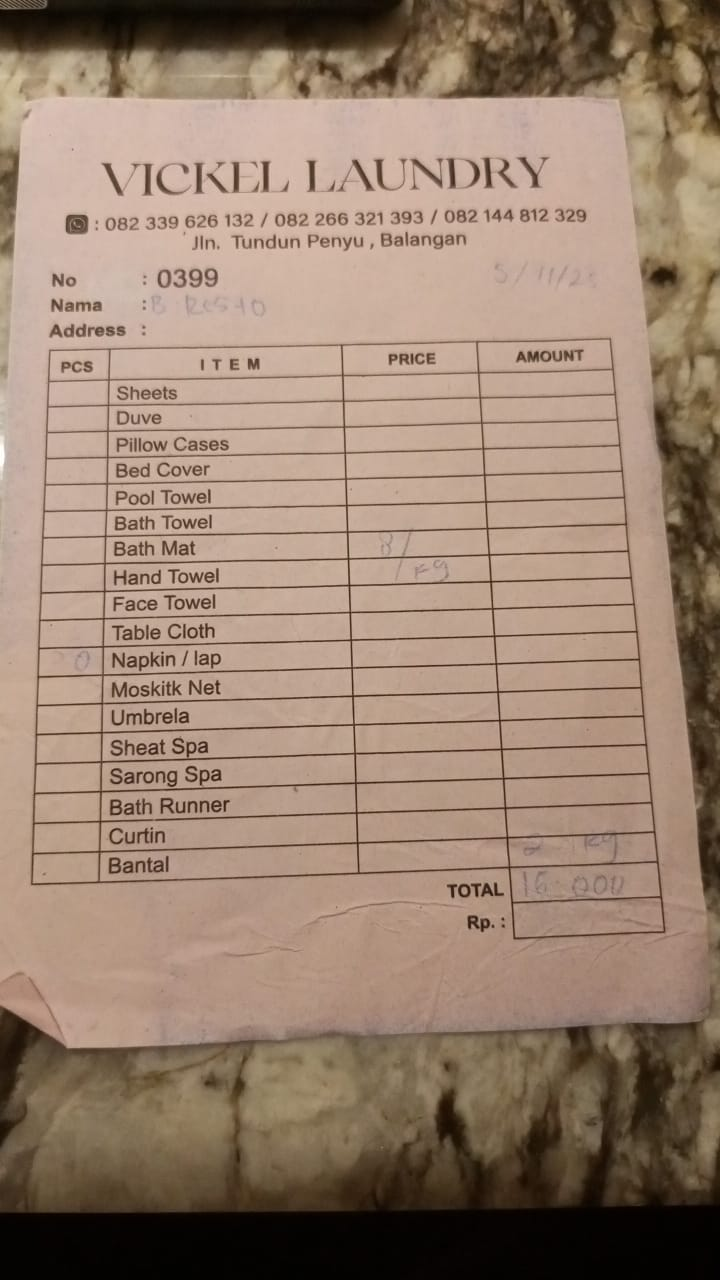 VICKEL LAUNDRY
: 082 339 626 132 / 082 266 321 393 / 082 144 812 329
Jln. Tundun Penyu , Balangan
No : 0399
Nama : B Resto
Address :
PCS ITEM PRICE AMOUNT
Sheets
Duve
Pillow Cases
Bed Cover
Pool Towel
Bath Towel
Bath Mat 8/
Hand Towel kg
Face Towel
Table Cloth
Napkin / lap
Moskitk Net
Umbrela
Sheat Spa
Sarong Spa
Bath Runner
Curtin 2 kg
Bantal
TOTAL 16 000
Rp. :